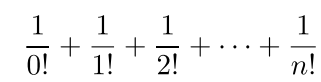 1/0! + 1/1! + 1/2! + ⋯ + 1/n!